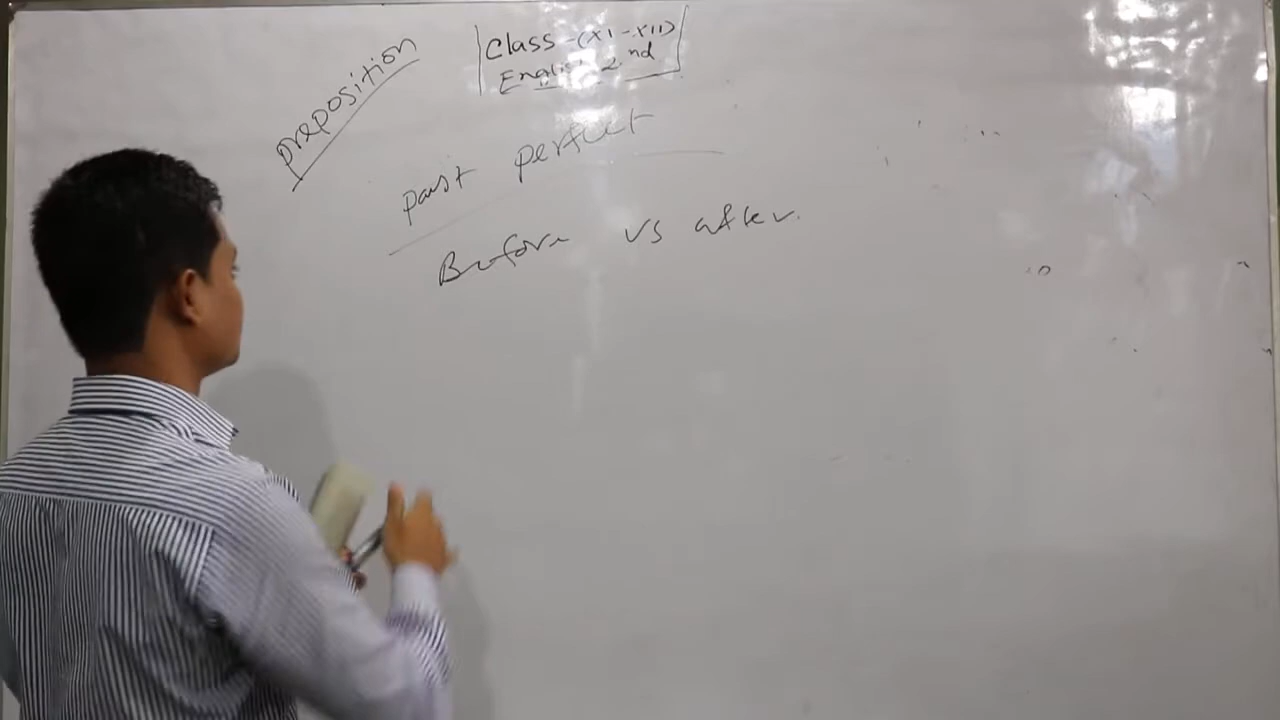 preposition
Class-(XI-XII)
English 2nd
past perfect
Before vs after